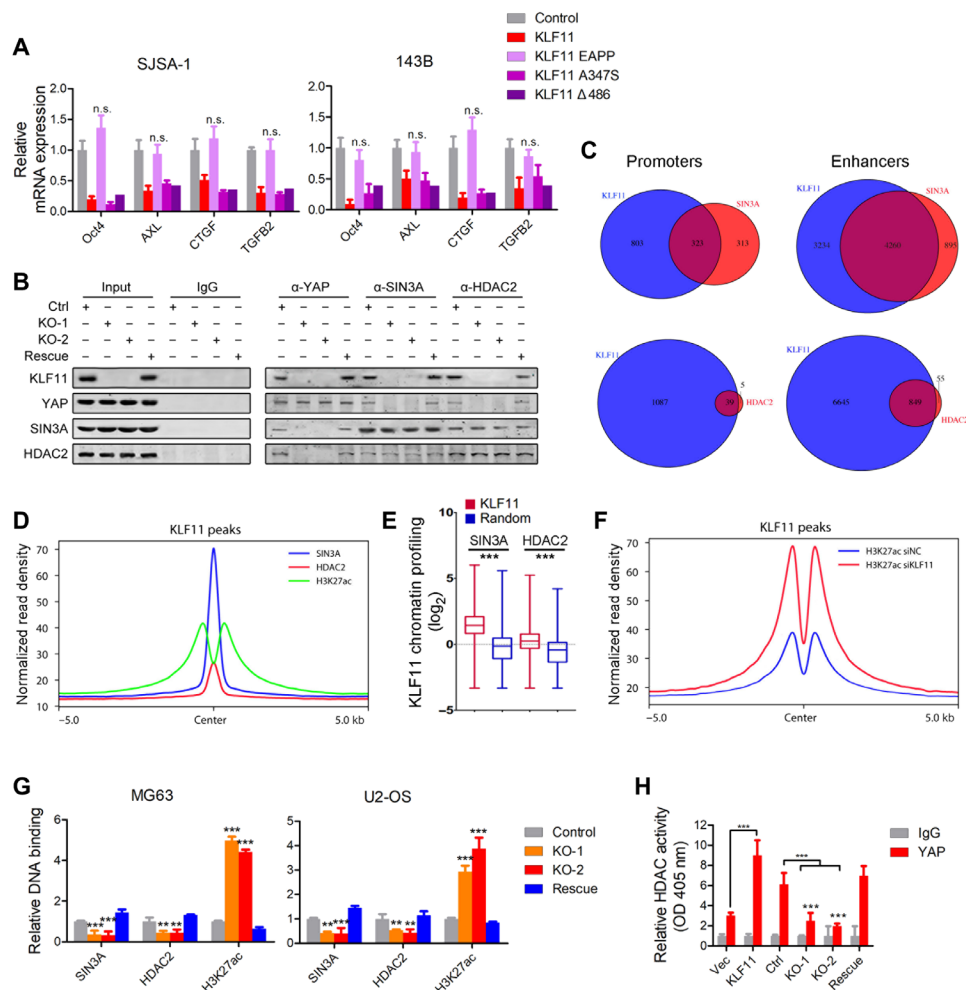 A
SJSA-1
143B
Control
KLF11
KLF11 EAPP
KLF11 A347S
KLF11 Δ486
Relative
mRNA expression
2.0
1.5
1.0
0.5
0.0
n.s.
n.s.
n.s.
n.s.
Oct4
AXL
CTGF
TGFB2
2.0
1.5
1.0
0.5
0.0
n.s.
n.s.
n.s.
n.s.
Oct4
AXL
CTGF
TGFB2
B
Input IgG α-YAP α-SIN3A α-HDAC2
Ctrl + – – – + – – – + – – – + – – – + – – –
KO-1 – + – – – + – – – + – – – + – – – + – –
KO-2 – – + – – – + – – – + – – – + – – – + –
Rescue – – – + – – – + – – – + – – – + – – – +
KLF11
YAP
SIN3A
HDAC2
C
Promoters Enhancers
KLF11
SIN3A
803 323 313
KLF11
SIN3A
3234 4260 895
KLF11
5
1087 39 HDAC2
KLF11
55
6645 849
HDAC2
D
KLF11 peaks
Normalized read density
70
60
50
40
30
20
10
SIN3A
HDAC2
H3K27ac
−5.0 Center 5.0 kb
E
KLF11
Random
KLF11 chromatin profiling
(log2)
10
5
0
−5
SIN3A HDAC2
*** ***
F
KLF11 peaks
Normalized read density
70
60
50
40
30
20
H3K27ac siNC
H3K27ac siKLF11
−5.0 Center 5.0 kb
G
MG63
U2-OS
Relative DNA binding
6
5
4
3
2
1
0
*** ***
** **
***
***
SIN3A
HDAC2
H3K27ac
5
4
3
2
1
0
** ***
** **
***
***
SIN3A
HDAC2
H3K27ac
Control
KO-1
KO-2
Rescue
H
Relative HDAC activity
(OD 405 nm)
12
10
8
6
4
2
0
***
***
***
***
IgG
YAP
Vec
KLF11
Ctrl
KO-1
KO-2
Rescue